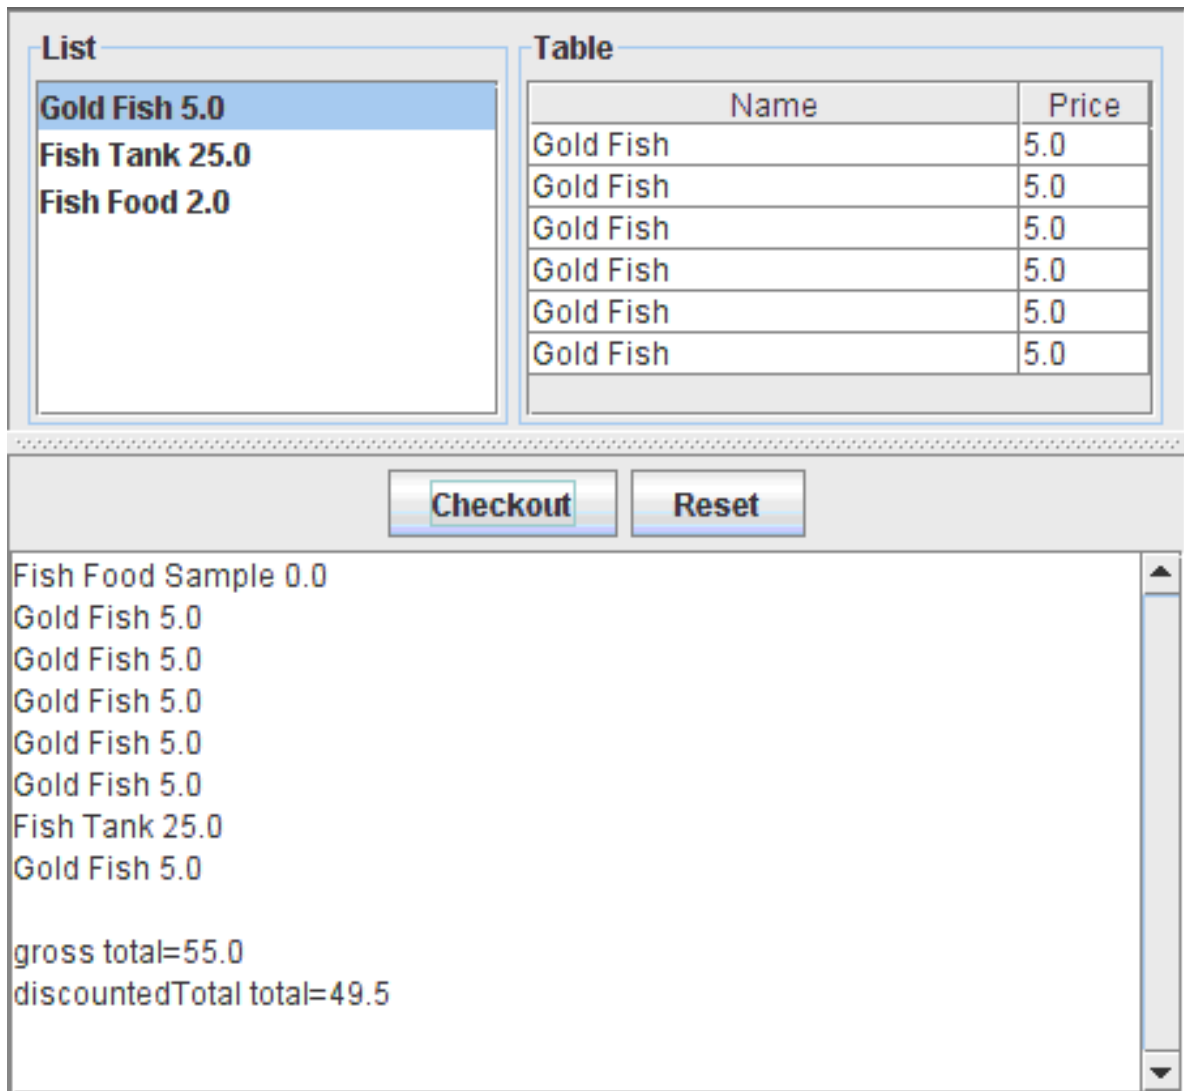 List
Gold Fish 5.0
Fish Tank 25.0
Fish Food 2.0
Table
Name Price
Gold Fish 5.0
Gold Fish 5.0
Gold Fish 5.0
Gold Fish 5.0
Gold Fish 5.0
Gold Fish 5.0
Checkout Reset
Fish Food Sample 0.0
Gold Fish 5.0
Gold Fish 5.0
Gold Fish 5.0
Gold Fish 5.0
Gold Fish 5.0
Fish Tank 25.0
Gold Fish 5.0
gross total=55.0
discountedTotal total=49.5